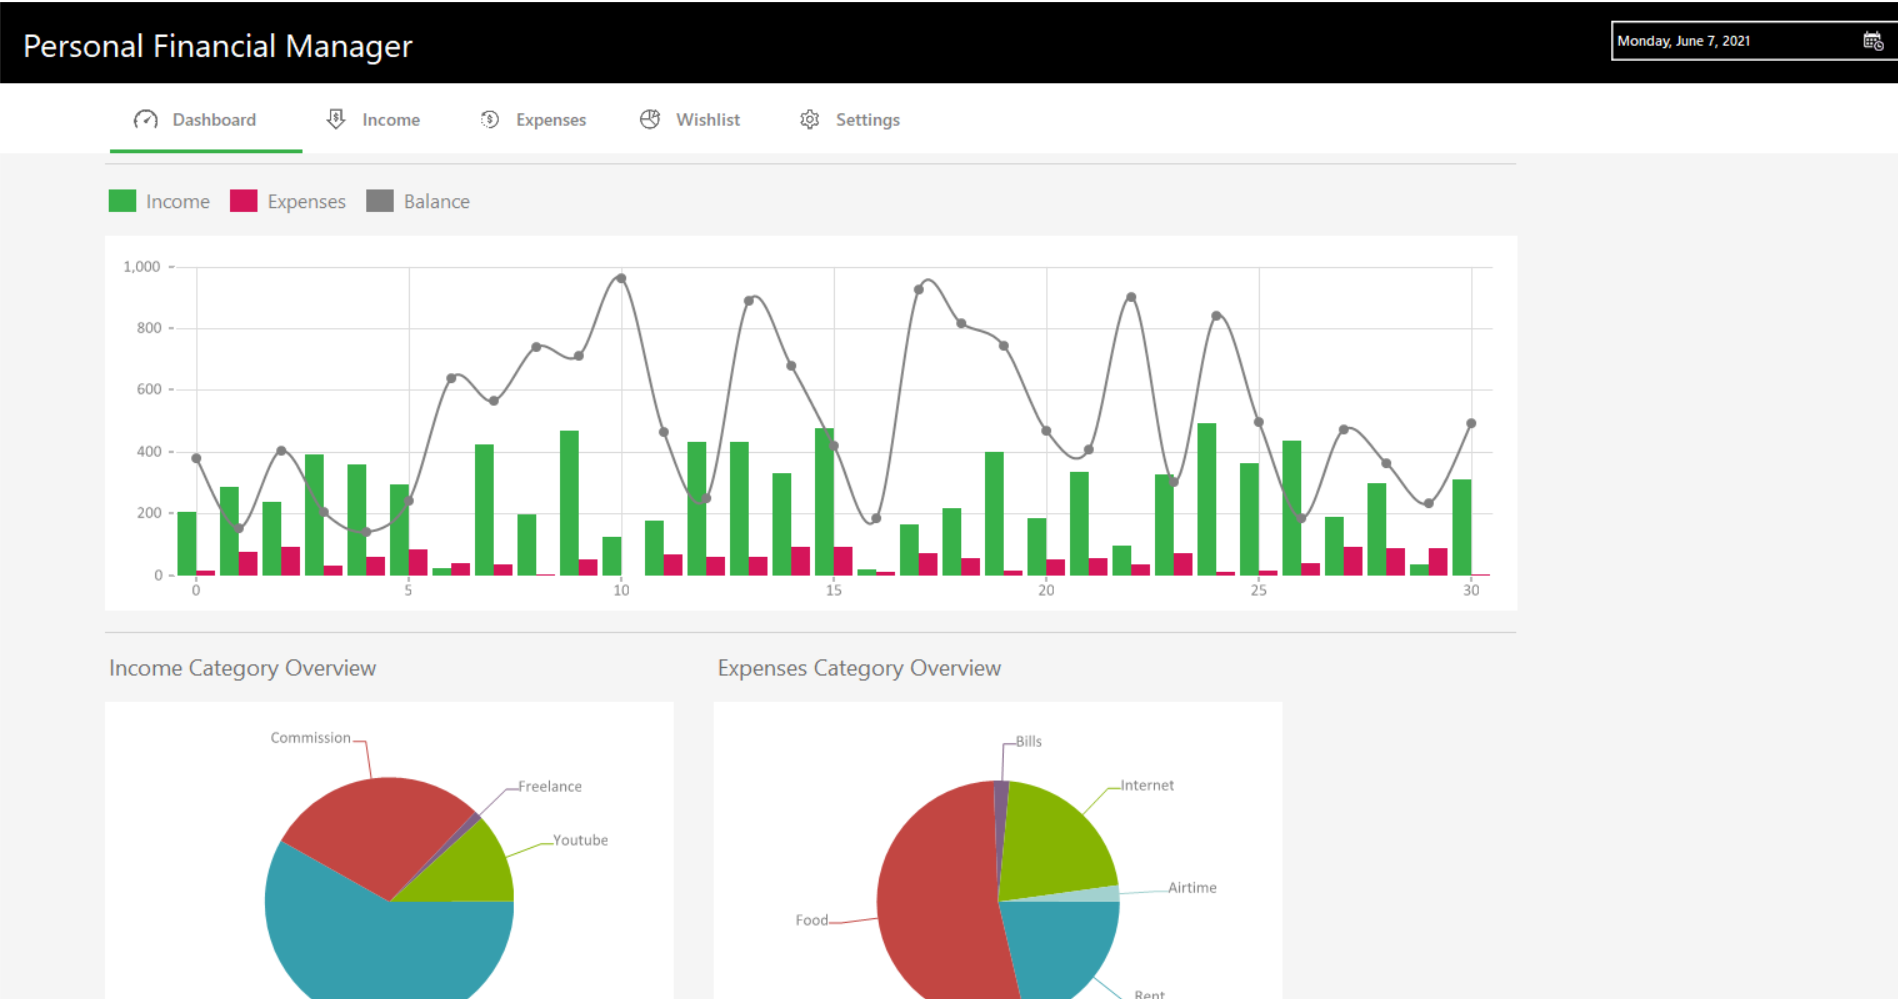 Personal Financial Manager
Monday, June 7, 2021
Dashboard Income Expenses Wishlist Settings
Income Expenses Balance
1,000
800
600
400
200
0
0 5 10 15 20 25 30
Income Category Overview
Expenses Category Overview
Commission
Freelance
Youtube
Bills
Internet
Airtime
Food
Rent